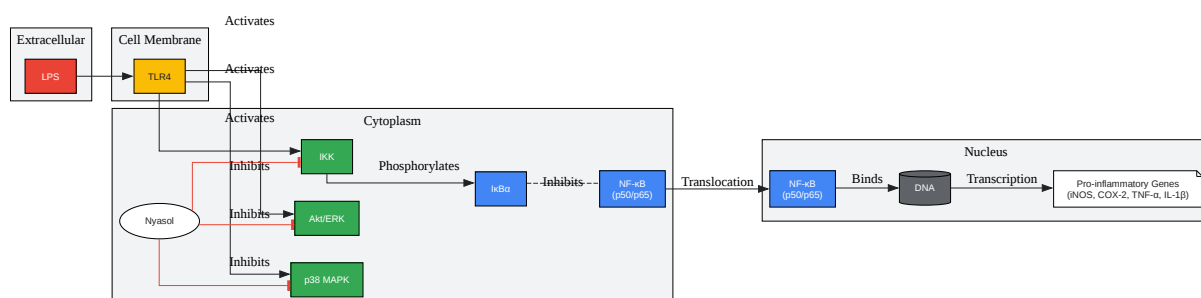 Activates
Extracellular
Cell Membrane
LPS
TLR4
Activates
Activates
Cytoplasm
IKK
Inhibits
Phosphorylates
IκBα
Inhibits
NF-κB
(p50/p65)
Translocation
Nucleus
NF-κB
(p50/p65)
Binds
DNA
Transcription
Pro-inflammatory Genes
(iNOS, COX-2, TNF-α, IL-1β)
Nyasol
Inhibits
Akt/ERK
Inhibits
p38 MAPK